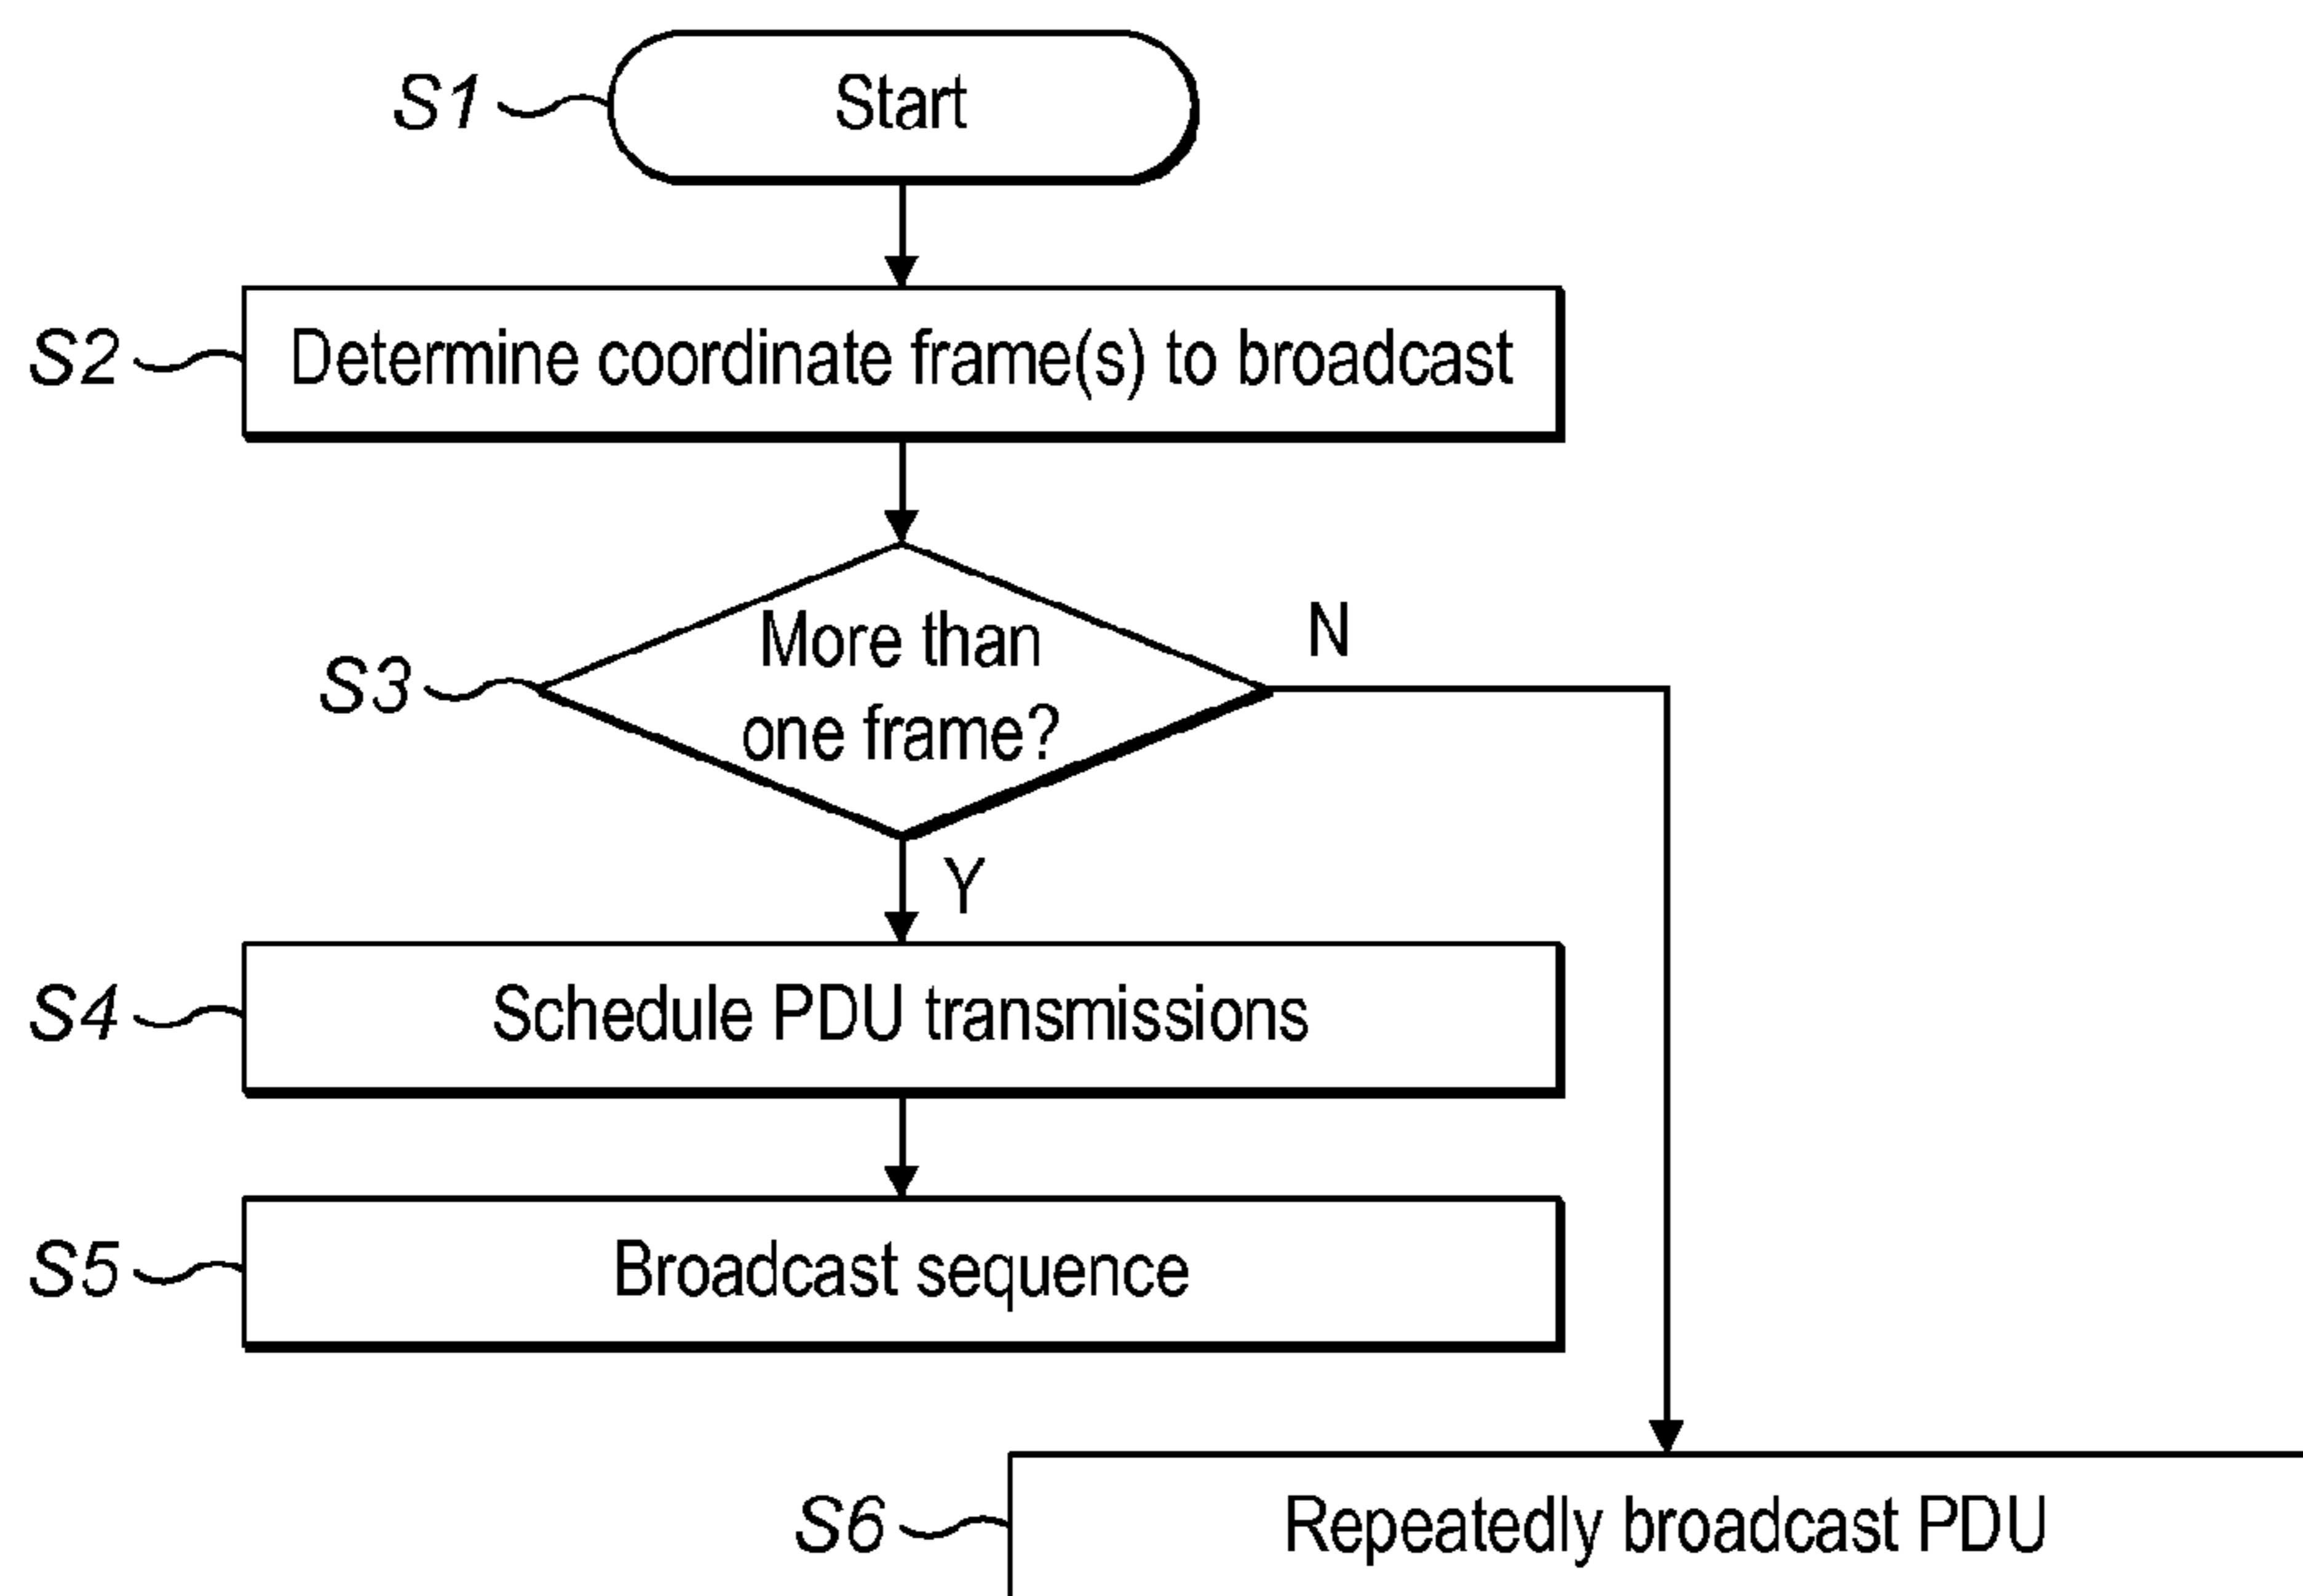 S1
Start
S2
Determine coordinate frame(s) to broadcast
S3
More than
one frame?
N
Y
S4
Schedule PDU transmissions
S5
Broadcast sequence
S6
Repeatedly broadcast PDU